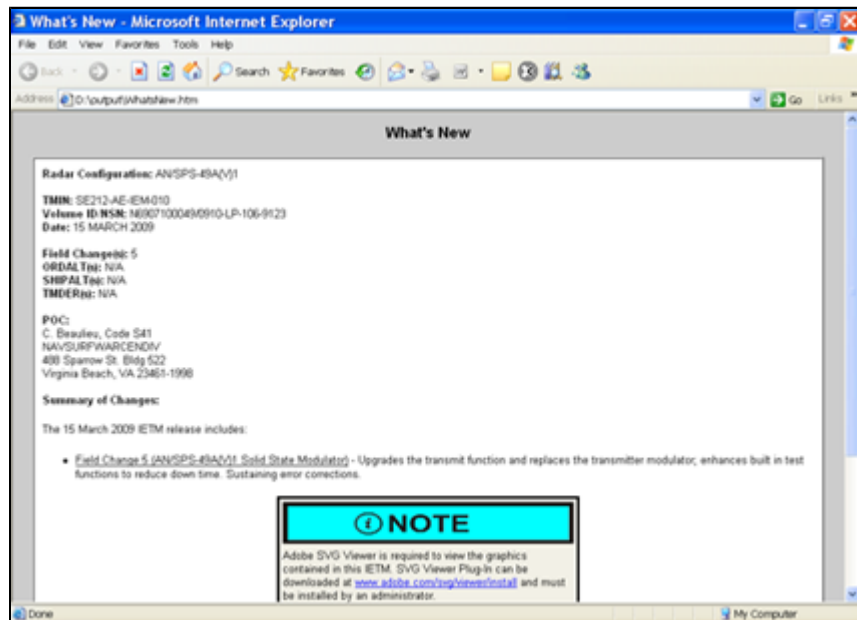 What's New - Microsoft Internet Explorer
File Edit View Favorites Tools Help
Back Search Favorites
Address D:\output\WhatsNew.htm Go Links
What's New
Radar Configuration: AN/SPS-49A(V)1
TMIN: SE212-AE-IEM-010
Volume ID/NSN: N6907100049/0910-LP-106-9123
Date: 15 MARCH 2009
Field Change(s): 5
ORDALT(s): N/A
SHIPALT(s): N/A
TMDER(s): N/A
POC:
C. Beaulieu, Code S41
NAVSURFWARCENDIV
488 Sparrow St. Bldg 522
Virginia Beach, VA 23461-1998
Summary of Changes:
The 15 March 2009 IETM release includes:
• Field Change 5 (AN/SPS-49A(V)1 Solid State Modulator) - Upgrades the transmit function and replaces the transmitter modulator; enhances built in test
functions to reduce down time. Sustaining error corrections.
NOTE
Adobe SVG Viewer is required to view the graphics
contained in this IETM. SVG Viewer Plug-In can be
downloaded at www.adobe.com/svg/viewer/install and must
be installed by an administrator.
Done My Computer